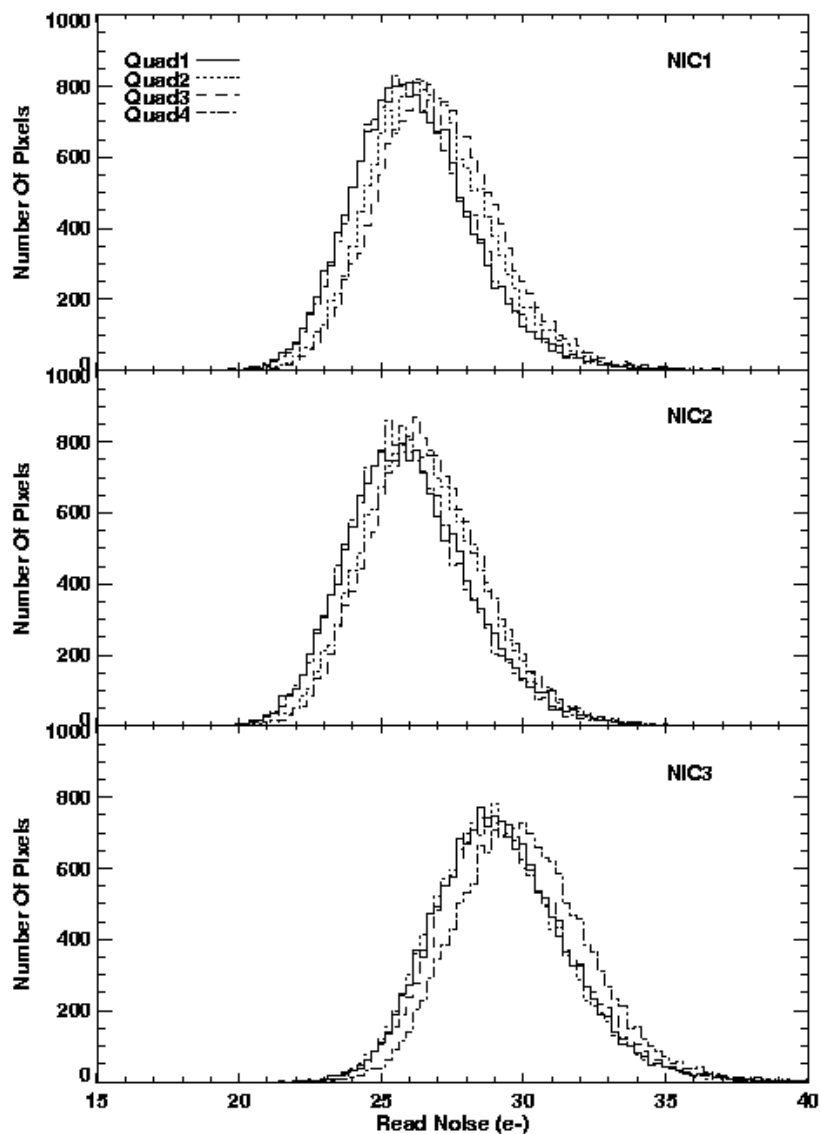 1000
800
600
400
200
0
Number Of Pixels
Quad1
Quad2
Quad3
Quad4
NIC1
1000
800
600
400
200
0
Number Of Pixels
NIC2
1000
800
600
400
200
0
Number Of Pixels
NIC3
15 20 25 30 35 40
Read Noise (e-)